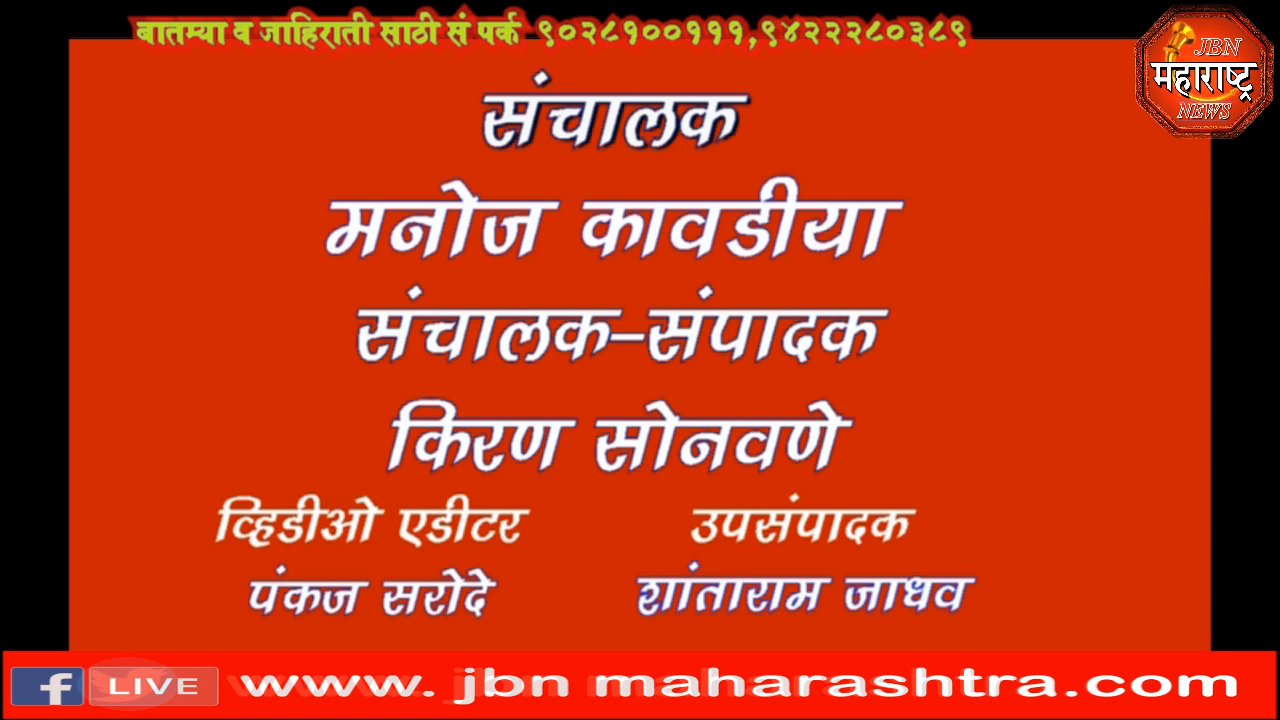 बातम्या व जाहिराती साठी सं पर्क ९०२८१००१११,९४२२२८०३८९
JBN
महाराष्ट्र
NEWS
संचालक
मनोज कावडीया
संचालक-संपादक
किरण सोनवणे
व्हिडीओ एडीटर उपसंपादक
पंकज सरोदे शांताराम जाधव
f LIVE www. jbn maharashtra.com